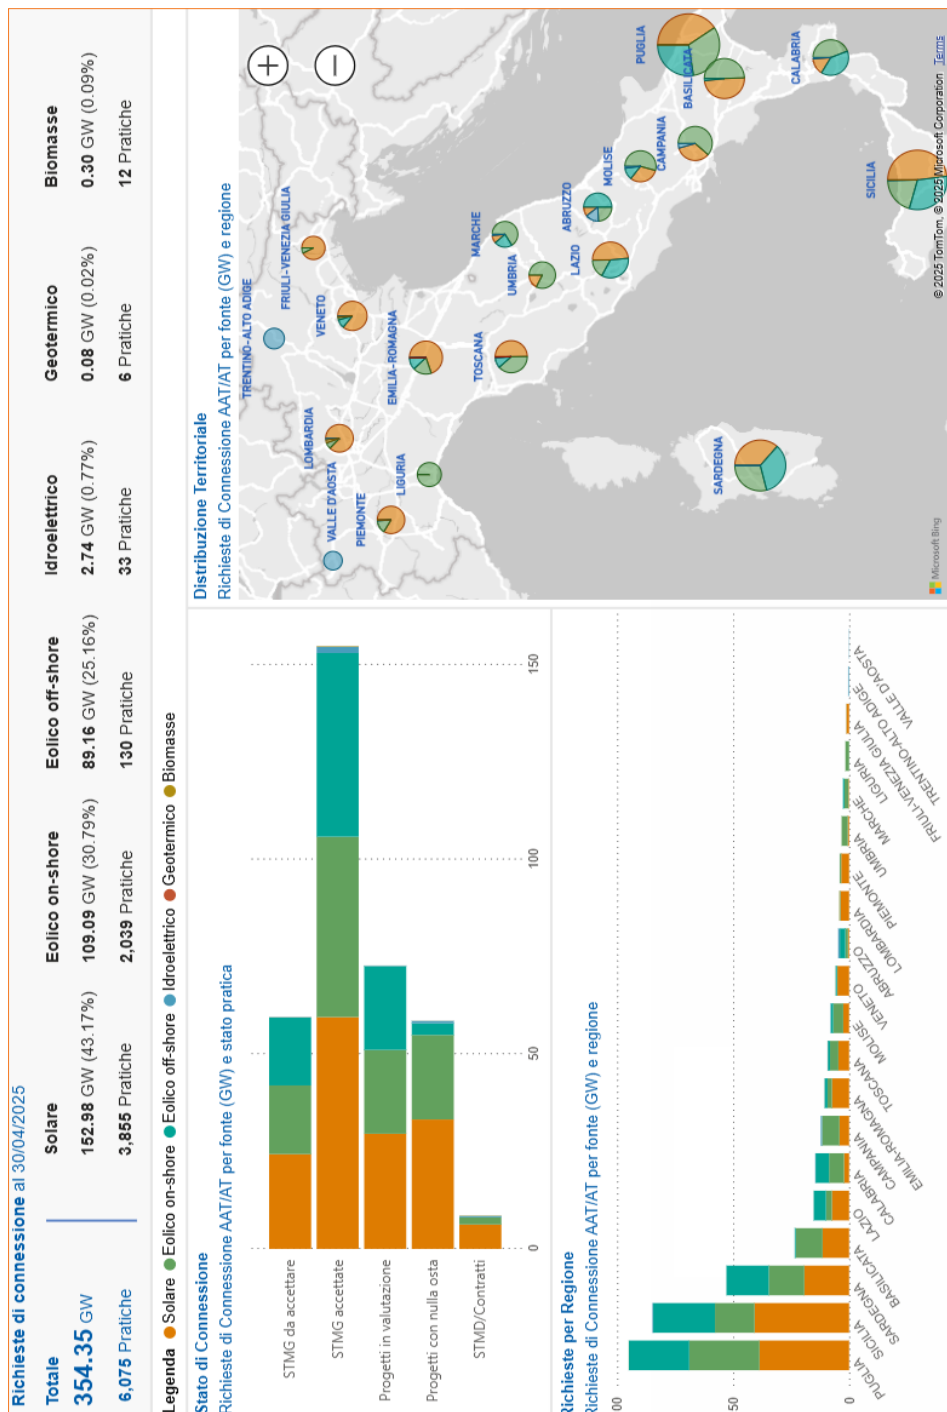 Richieste di connessione al 30/04/2025
Totale
354.35 GW
6,075 Pratiche
Solare
152.98 GW (43.17%)
3,855 Pratiche
Eolico on-shore
109.09 GW (30.79%)
2,039 Pratiche
Eolico off-shore
89.16 GW (25.16%)
130 Pratiche
Idroelettrico
2.74 GW (0.77%)
33 Pratiche
Geotermico
0.08 GW (0.02%)
6 Pratiche
Biomasse
0.30 GW (0.09%)
12 Pratiche
Legenda Solare Eolico on-shore Eolico off-shore Idroelettrico Geotermico Biomasse
Stato di Connessione
Richieste di Connessione AAT/AT per fonte (GW) e stato pratica
STMG da accettare
STMG accettate
Progetti in valutazione
Progetti con nulla osta
STMD/Contratti
0 50 100 150
Richieste per Regione
Richieste di Connessione AAT/AT per fonte (GW) e regione
00
50
0
PUGLIA
SICILIA
SARDEGNA
BASILICATA
LAZIO
CALABRIA
CAMPANIA
EMILIA-ROMAGNA
TOSCANA
MOLISE
VENETO
ABRUZZO
LOMBARDIA
PIEMONTE
UMBRIA
MARCHE
LIGURIA
FRIULI-VENEZIA GIULIA
TRENTINO-ALTO ADIGE
VALLE D'AOSTA
Distribuzione Territoriale
Richieste di Connessione AAT/AT per fonte (GW) e regione
TRENTINO-ALTO ADIGE
FRIULI-VENEZIA GIULIA
VENETO
LOMBARDIA
VALLE D'AOSTA
PIEMONTE
EMILIA-ROMAGNA
LIGURIA
TOSCANA
MARCHE
UMBRIA
ABRUZZO
LAZIO
MOLISE
CAMPANIA
PUGLIA
BASILICATA
CALABRIA
SARDEGNA
SICILIA
Microsoft Bing
© 2025 TomTom, © 2025 Microsoft Corporation Terms